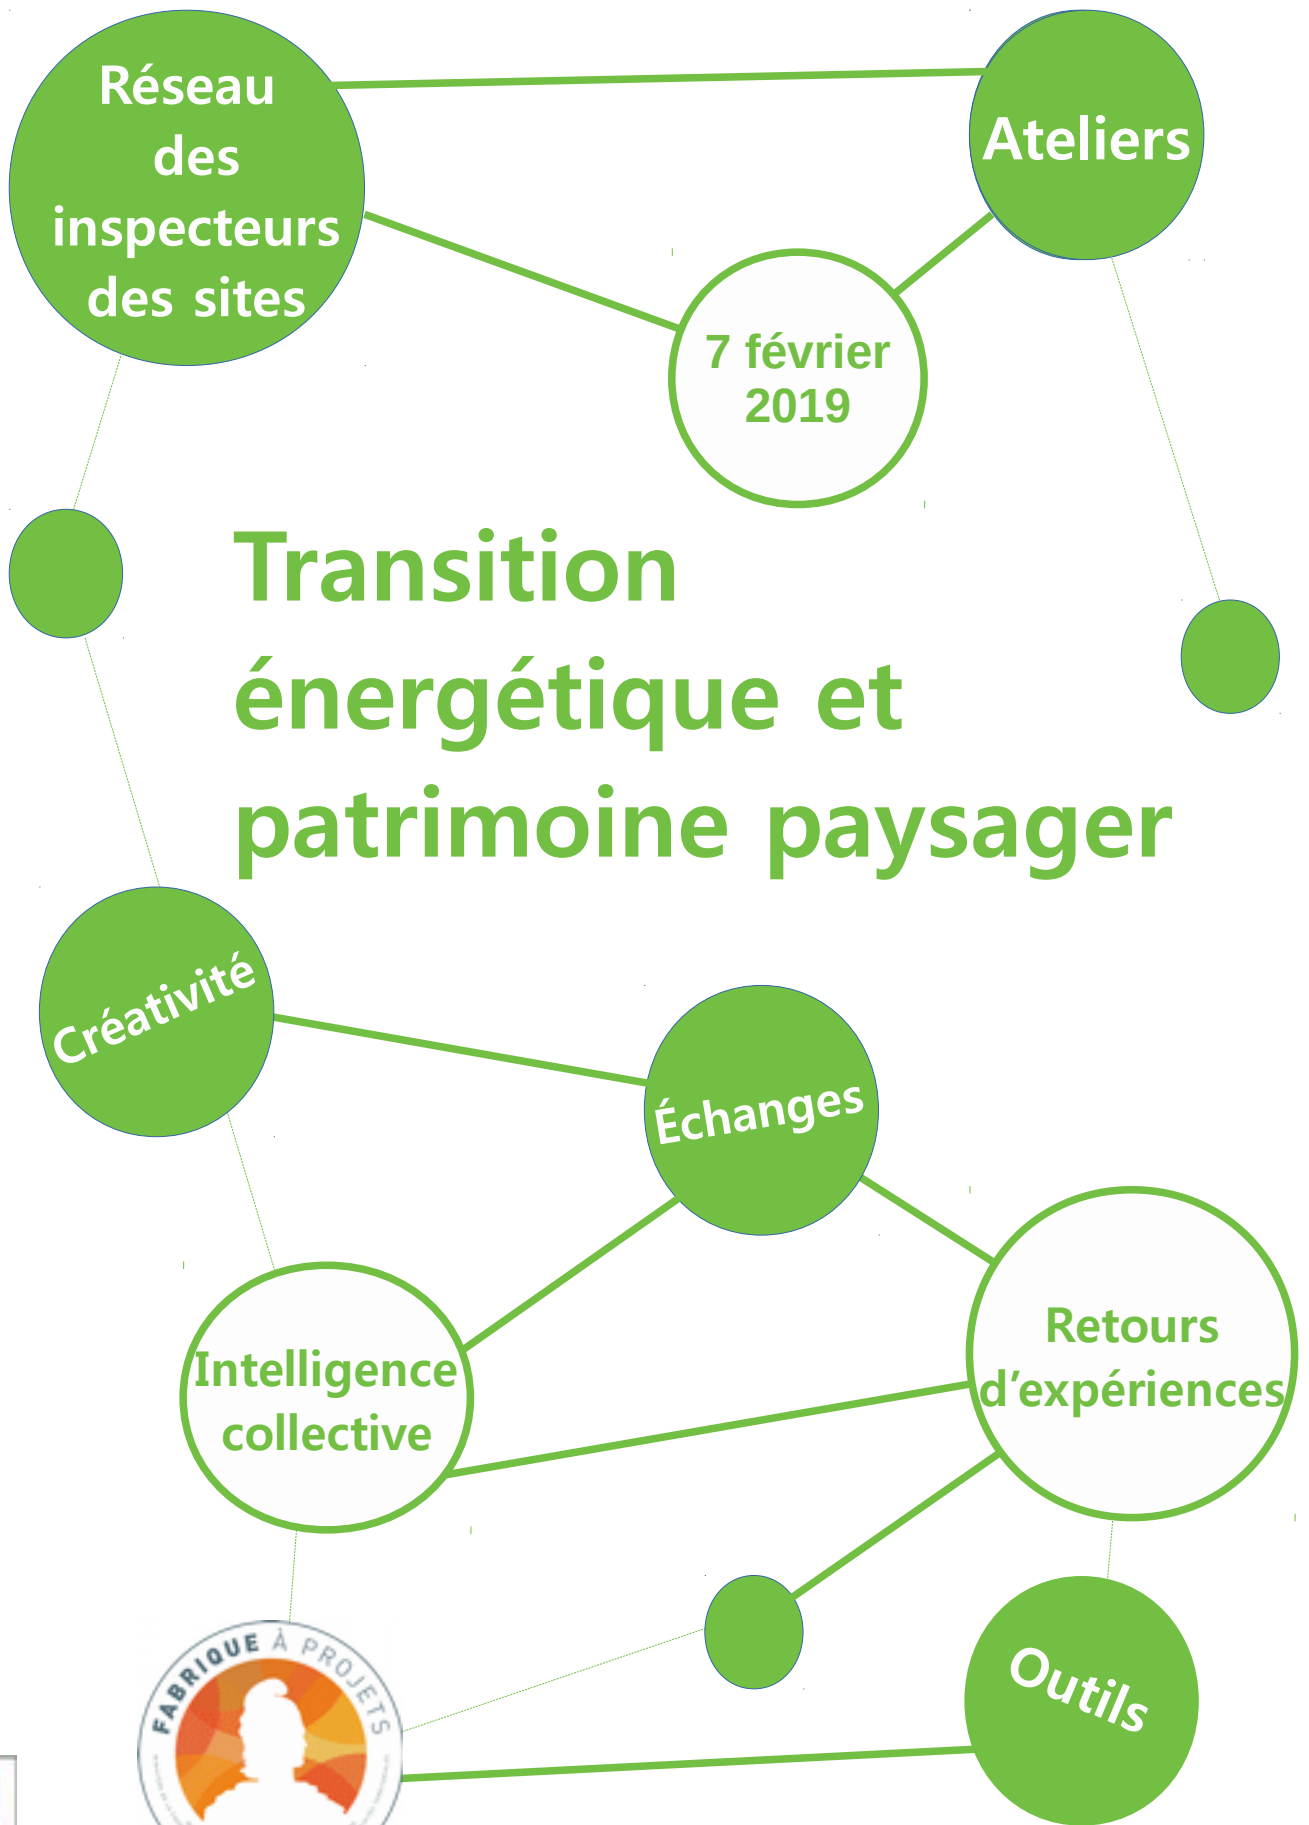 Réseau
des
inspecteurs
des sites
Ateliers
7 février
2019
Transition
énergétique et
patrimoine paysager
Créativité
Échanges
Intelligence
collective
Retours
d’expériences
Outils
FABRIQUE À PROJETS